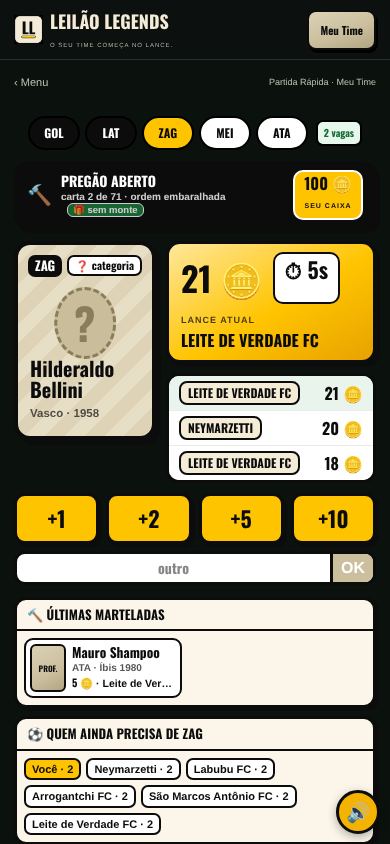 LL LEILÃO LEGENDS
O SEU TIME COMEÇA NO LANCE.
Meu Time
‹ Menu
Partida Rápida · Meu Time
GOL LAT ZAG MEI ATA 2 vagas
PREGÃO ABERTO
carta 2 de 71 · ordem embaralhada
🎁 sem monte
100 🪙
SEU CAIXA
ZAG ❓ categoria
?
Hilderaldo
Bellini
Vasco · 1958
21 🪙 ⏱ 5s
LANCE ATUAL
LEITE DE VERDADE FC
LEITE DE VERDADE FC 21 🪙
NEYMARZETTI 20 🪙
LEITE DE VERDADE FC 18 🪙
+1 +2 +5 +10
outro OK
🔨 ÚLTIMAS MARTELADAS
PROF.
Mauro Shampoo
ATA · Íbis 1980
5 🪙 · Leite de Ver…
⚽ QUEM AINDA PRECISA DE ZAG
Você · 2 Neymarzetti · 2 Labubu FC · 2
Arrogantchi FC · 2 São Marcos Antônio FC · 2
Leite de Verdade FC · 2